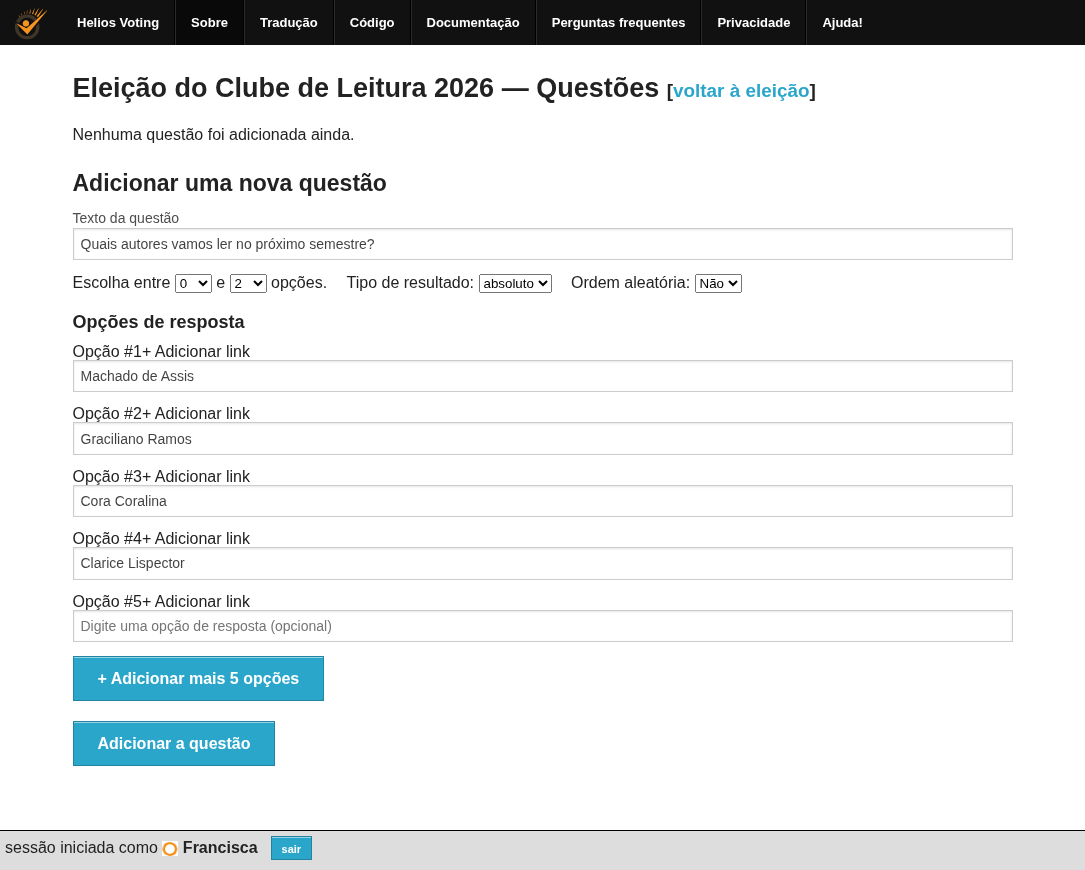 Helios Voting Sobre Tradução Código Documentação Perguntas frequentes Privacidade Ajuda!
Eleição do Clube de Leitura 2026 — Questões [voltar à eleição]
Nenhuma questão foi adicionada ainda.
Adicionar uma nova questão
Texto da questão
Quais autores vamos ler no próximo semestre?
Escolha entre 0 e 2 opções. Tipo de resultado: absoluto Ordem aleatória: Não
Opções de resposta
Opção #1+ Adicionar link
Machado de Assis
Opção #2+ Adicionar link
Graciliano Ramos
Opção #3+ Adicionar link
Cora Coralina
Opção #4+ Adicionar link
Clarice Lispector
Opção #5+ Adicionar link
Digite uma opção de resposta (opcional)
+ Adicionar mais 5 opções
Adicionar a questão
sessão iniciada como Francisca sair